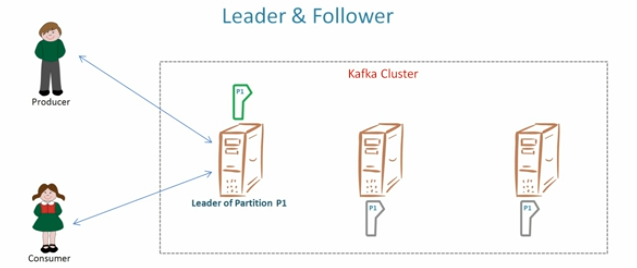 Leader & Follower
Kafka Cluster
P1
Producer
Leader of Partition P1
P1
P1
Consumer